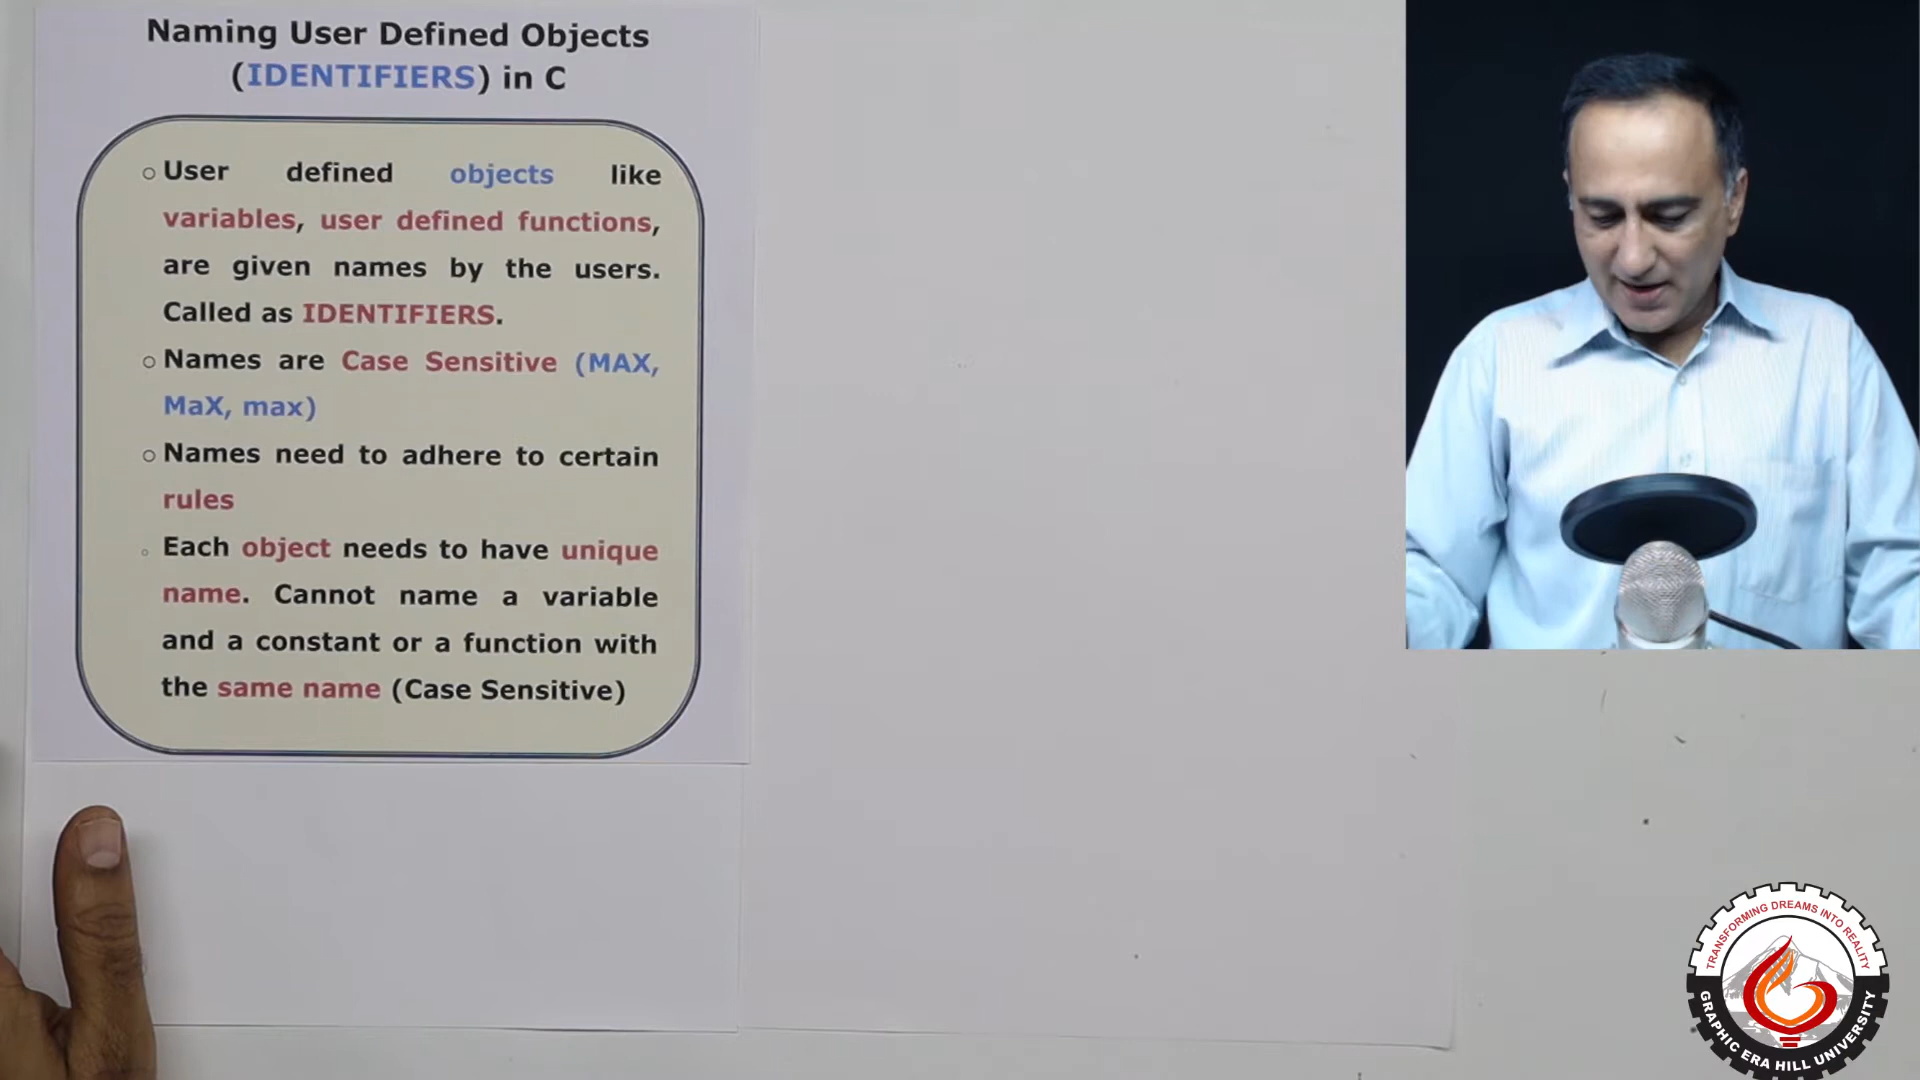 Naming User Defined Objects
(IDENTIFIERS) in C
User defined objects like
variables, user defined functions,
are given names by the users.
Called as IDENTIFIERS.
Names are Case Sensitive (MAX,
MaX, max)
Names need to adhere to certain
rules
Each object needs to have unique
name. Cannot name a variable
and a constant or a function with
the same name (Case Sensitive)
TRANSFORMING DREAMS INTO REALITY
GRAPHIC ERA HILL UNIVERSITY